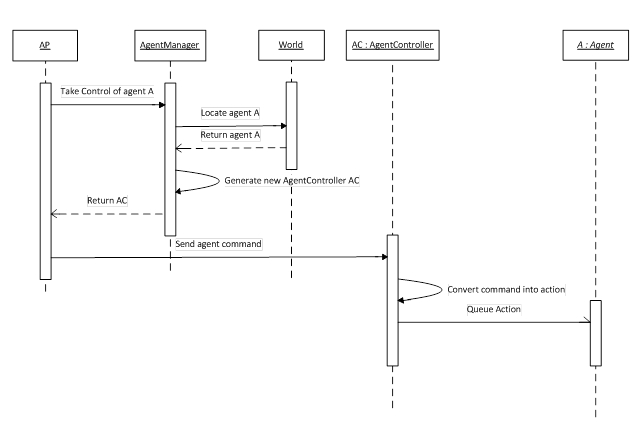 AP
AgentManager
World
AC : AgentController
A : Agent
Take Control of agent A
Locate agent A
Return agent A
Generate new AgentController AC
Return AC
Send agent command
Convert command into action
Queue Action